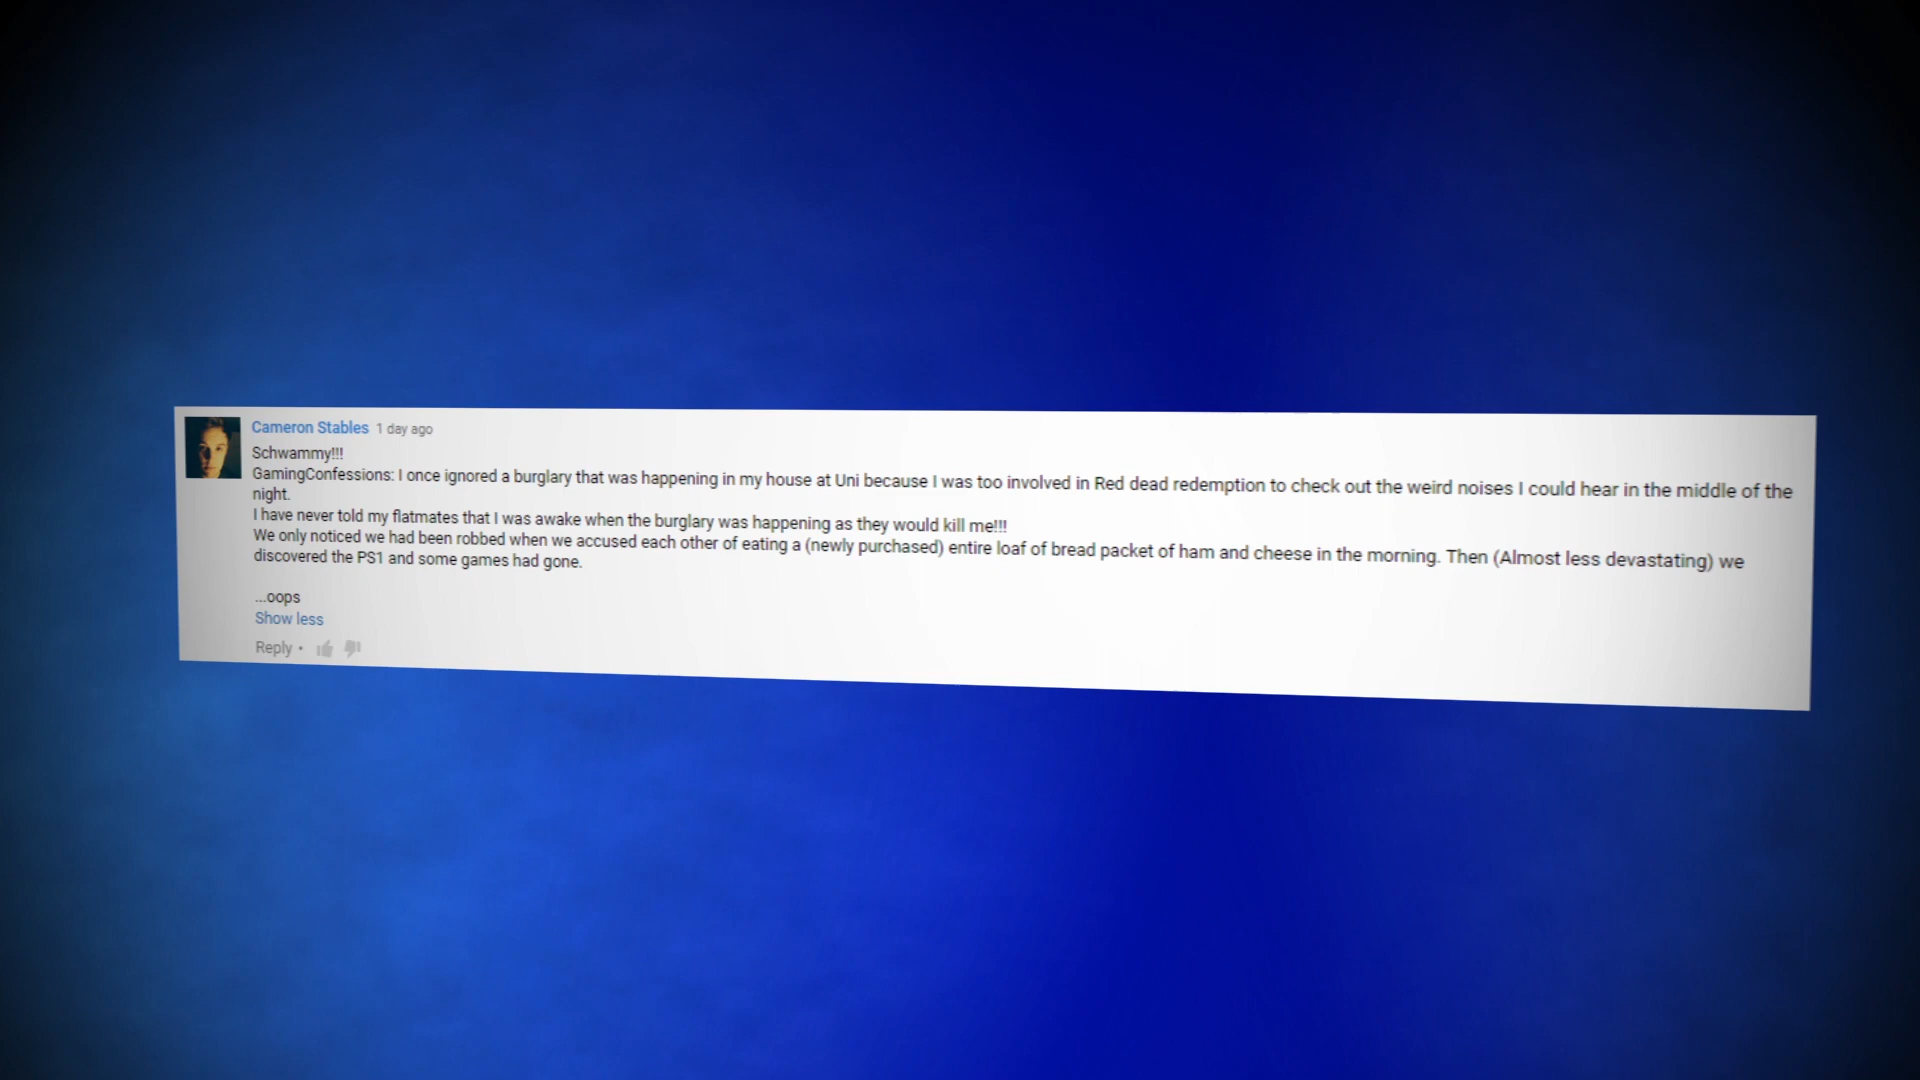 Cameron Stables 1 day ago
Schwammy!!!
GamingConfessions: I once ignored a burglary that was happening in my house at Uni because I was too involved in Red dead redemption to check out the weird noises I could hear in the middle of the
night.
I have never told my flatmates that I was awake when the burglary was happening as they would kill me!!!
We only noticed we had been robbed when we accused each other of eating a (newly purchased) entire loaf of bread packet of ham and cheese in the morning. Then (Almost less devastating) we
discovered the PS1 and some games had gone.
...oops
Show less
Reply •